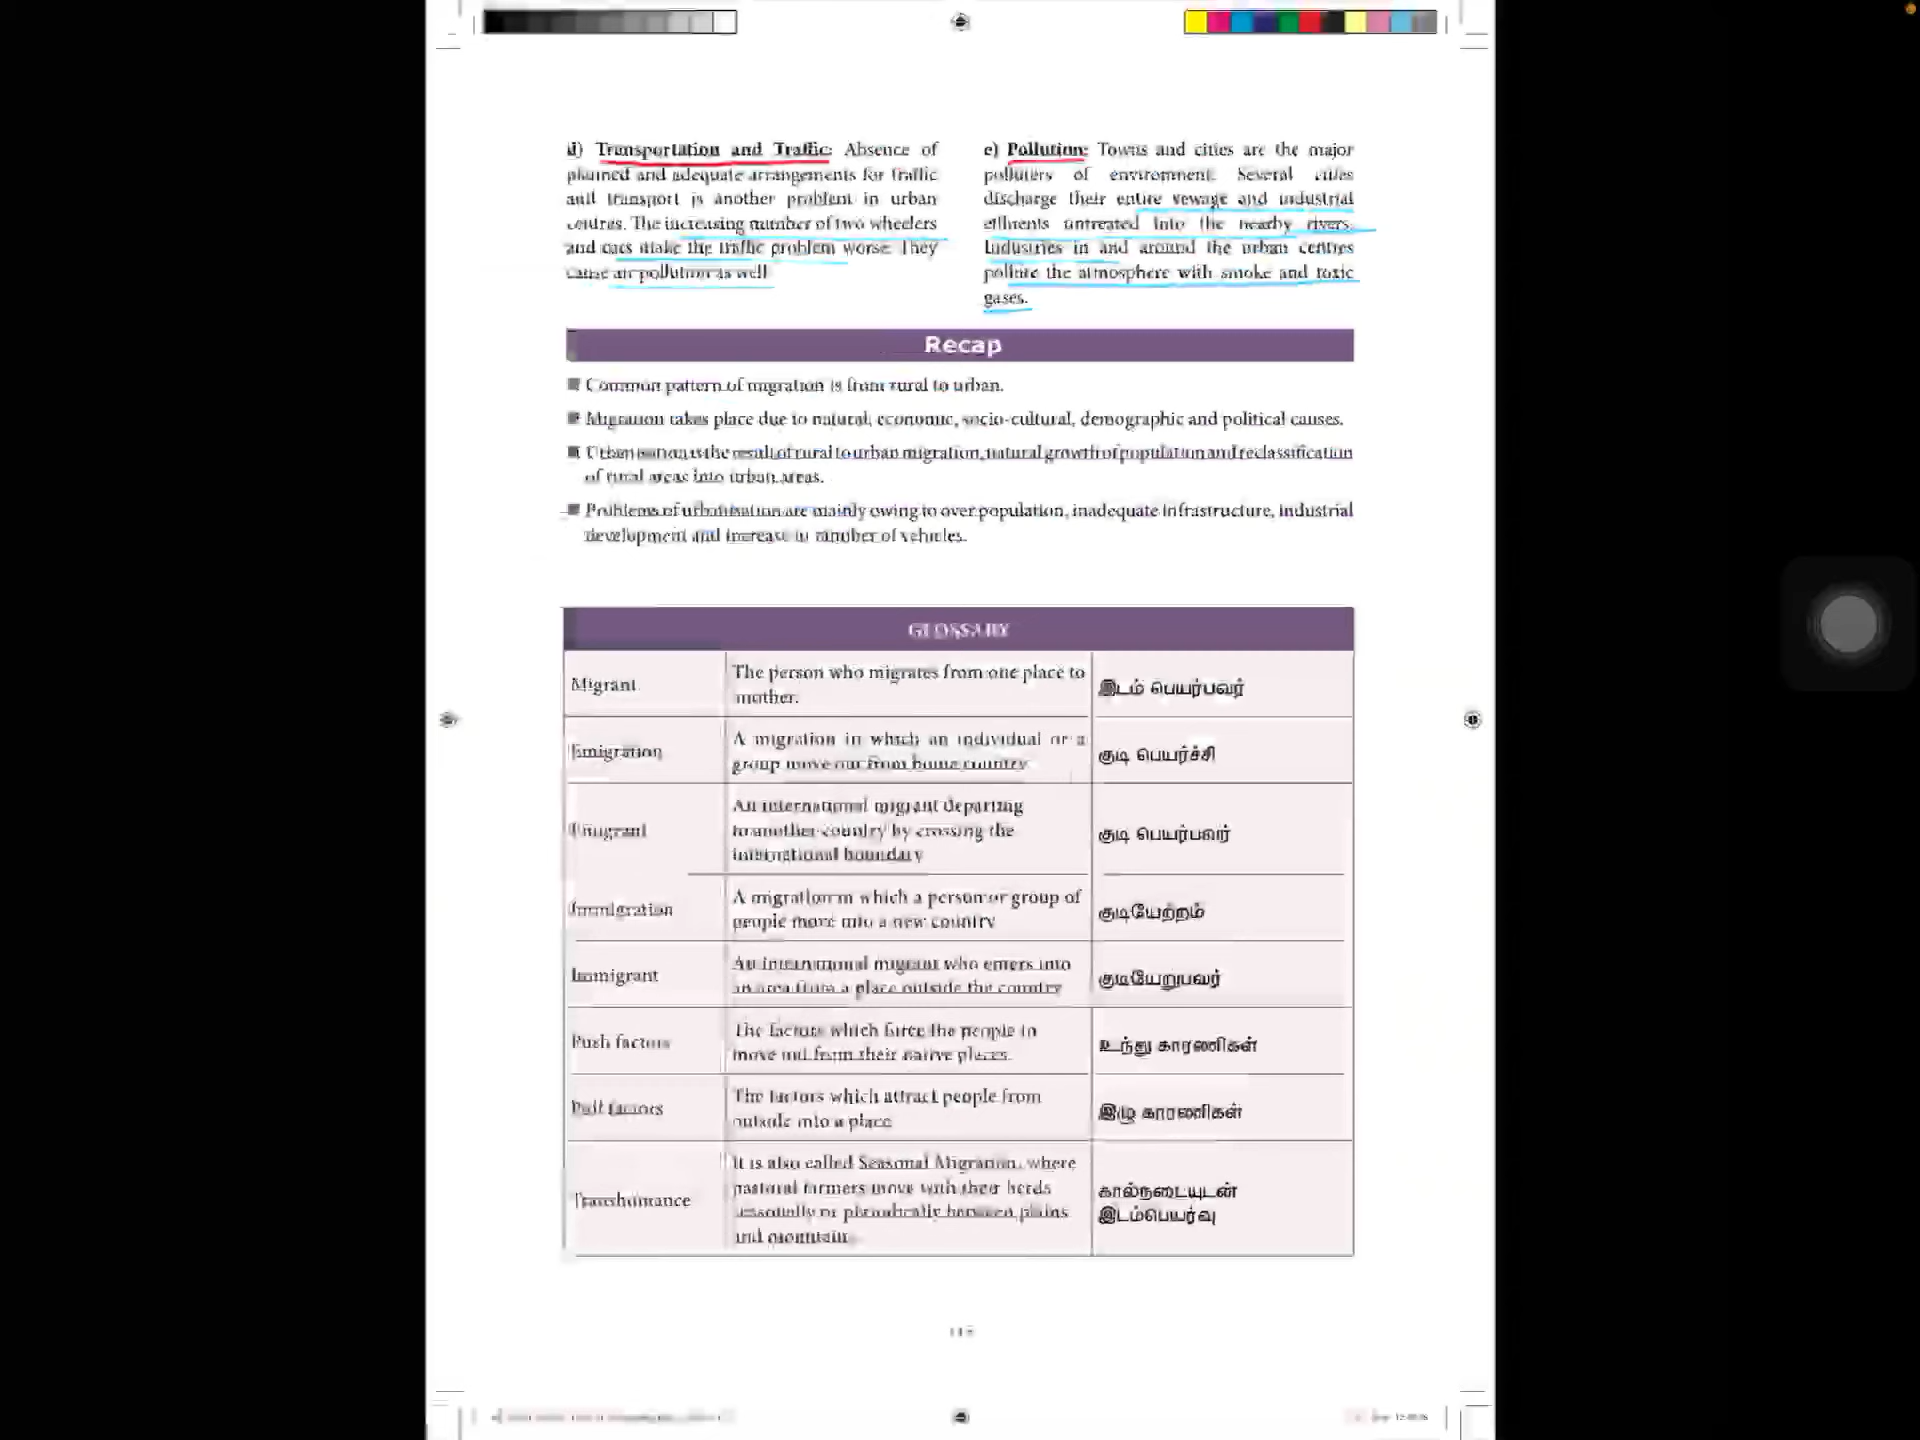 d) Transportation and Traffic: Absence of
planned and adequate arrangements for traffic
and transport is another problem in urban
centres. The increasing number of two wheelers
and cars make the traffic problem worse. They
cause air pollution as well
e) Pollution: Towns and cities are the major
polluters of environment. Several cities
discharge their entire sewage and industrial
effluents untreated into the nearby rivers.
Industries in and around the urban centres
pollute the atmosphere with smoke and toxic
gases.
Recap
Common pattern of migration is from rural to urban.
Migration takes place due to natural, economic, socio-cultural, demographic and political causes.
Urbanisation is the result of rural to urban migration, natural growth of population and reclassification
of rural areas into urban areas.
Problems of urbanisation are mainly owing to over population, inadequate infrastructure, industrial
development and increase in number of vehicles.
GLOSSARY
Migrant
The person who migrates from one place to
another.
இடம் பெயர்பவர்
Emigration
A migration in which an individual or a
group move out from home country
குடி பெயர்ச்சி
Emigrant
An international migrant departing
to another country by crossing the
international boundary
குடி பெயர்பவர்
Immigration
A migration in which a person or group of
people move into a new country
குடியேற்றம்
Immigrant
An international migrant who enters into
an area from a place outside the country
குடியேறுபவர்
Push factors
The factors which force the people to
move out from their native places.
உந்து காரணிகள்
Pull factors
The factors which attract people from
outside into a place
இழு காரணிகள்
Transhumance
It is also called Seasonal Migration, where
pastoral farmers move with their herds
seasonally or periodically between plains
and mountain.
கால்நடையுடன்
இடம்பெயர்வு